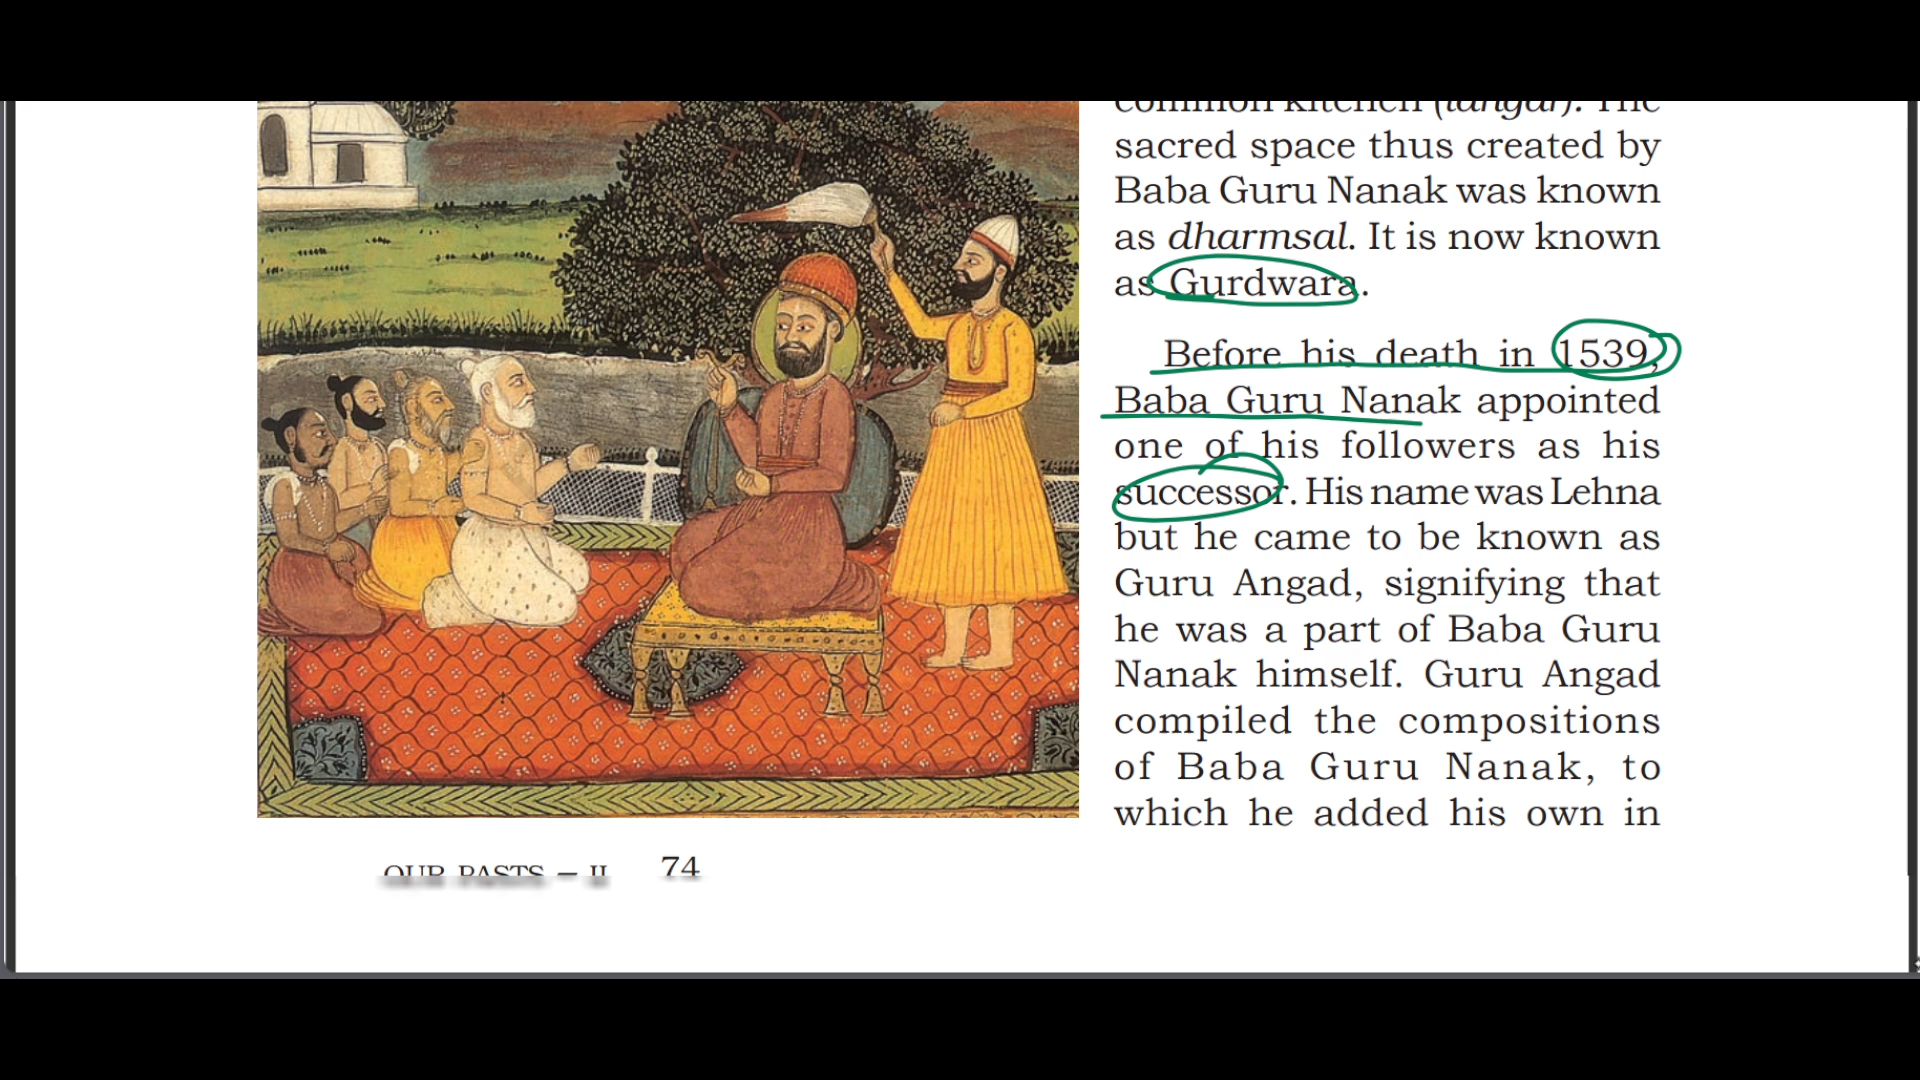 common kitchen (langar). The
sacred space thus created by
Baba Guru Nanak was known
as dharmsal. It is now known
as Gurdwara.
Before his death in 1539,
Baba Guru Nanak appointed
one of his followers as his
successor. His name was Lehna
but he came to be known as
Guru Angad, signifying that
he was a part of Baba Guru
Nanak himself. Guru Angad
compiled the compositions
of Baba Guru Nanak, to
which he added his own in
OUR PASTS – II 74